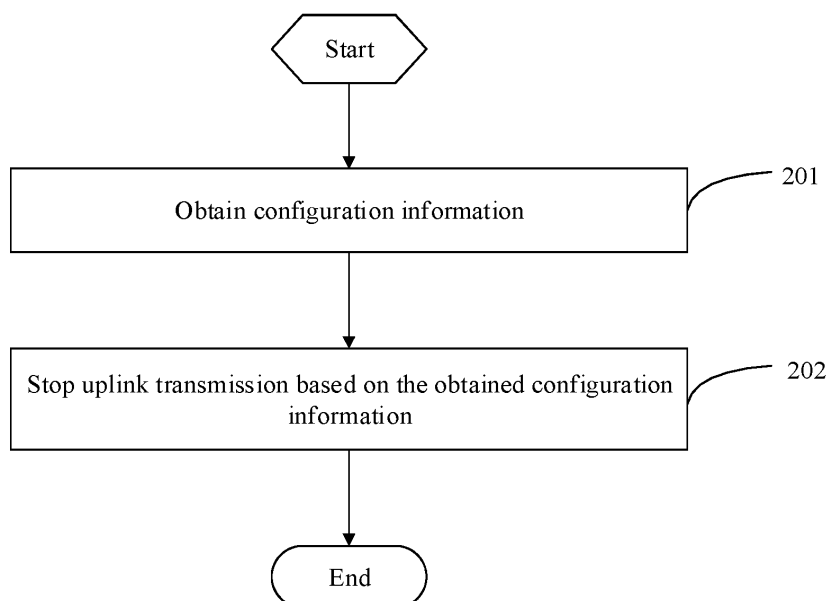 Start
201
Obtain configuration information
202
Stop uplink transmission based on the obtained configuration
information
End